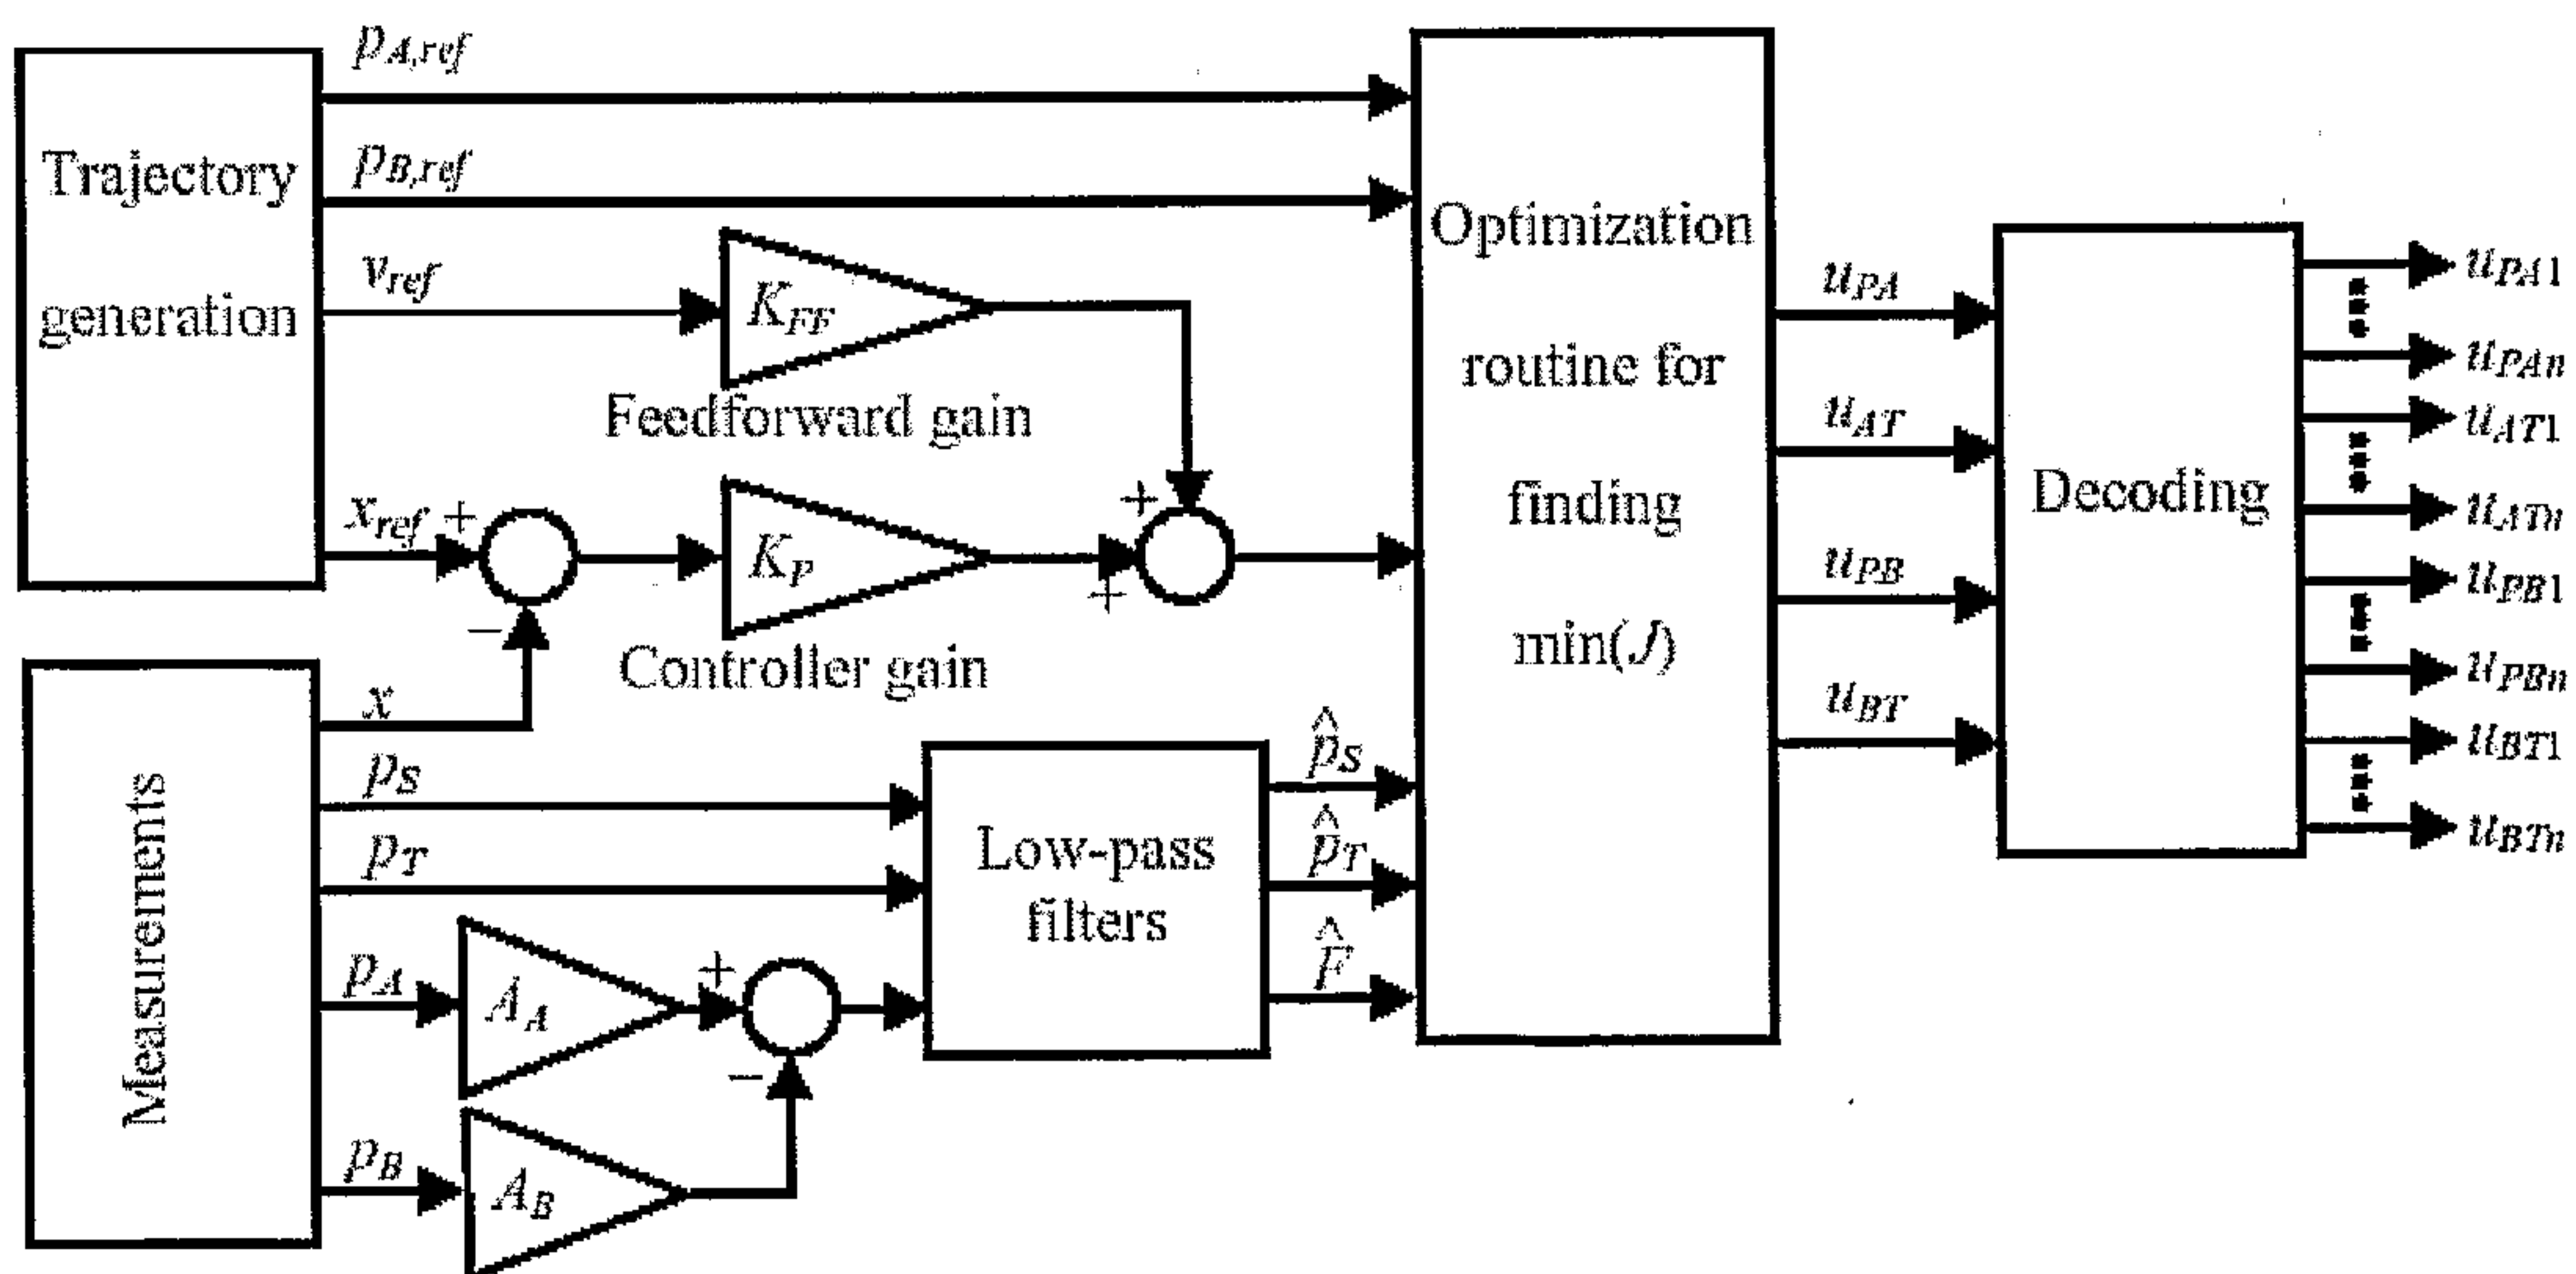 p_A,ref
p_B,ref
Trajectory
generation
v_ref
K_FF
Feedforward gain
x_ref
+
−
K_P
+
+
Controller gain
Optimization
routine for
finding
min(J)
u_PA
u_AT
u_PB
u_BT
Decoding
u_PA1
u_PAn
u_AT1
u_ATn
u_PB1
u_PBn
u_BT1
u_BTn
Measurements
x
p_S
p_T
p_A
A_A
+
−
p_B
A_B
Low-pass
filters
p̂_S
p̂_T
F̂